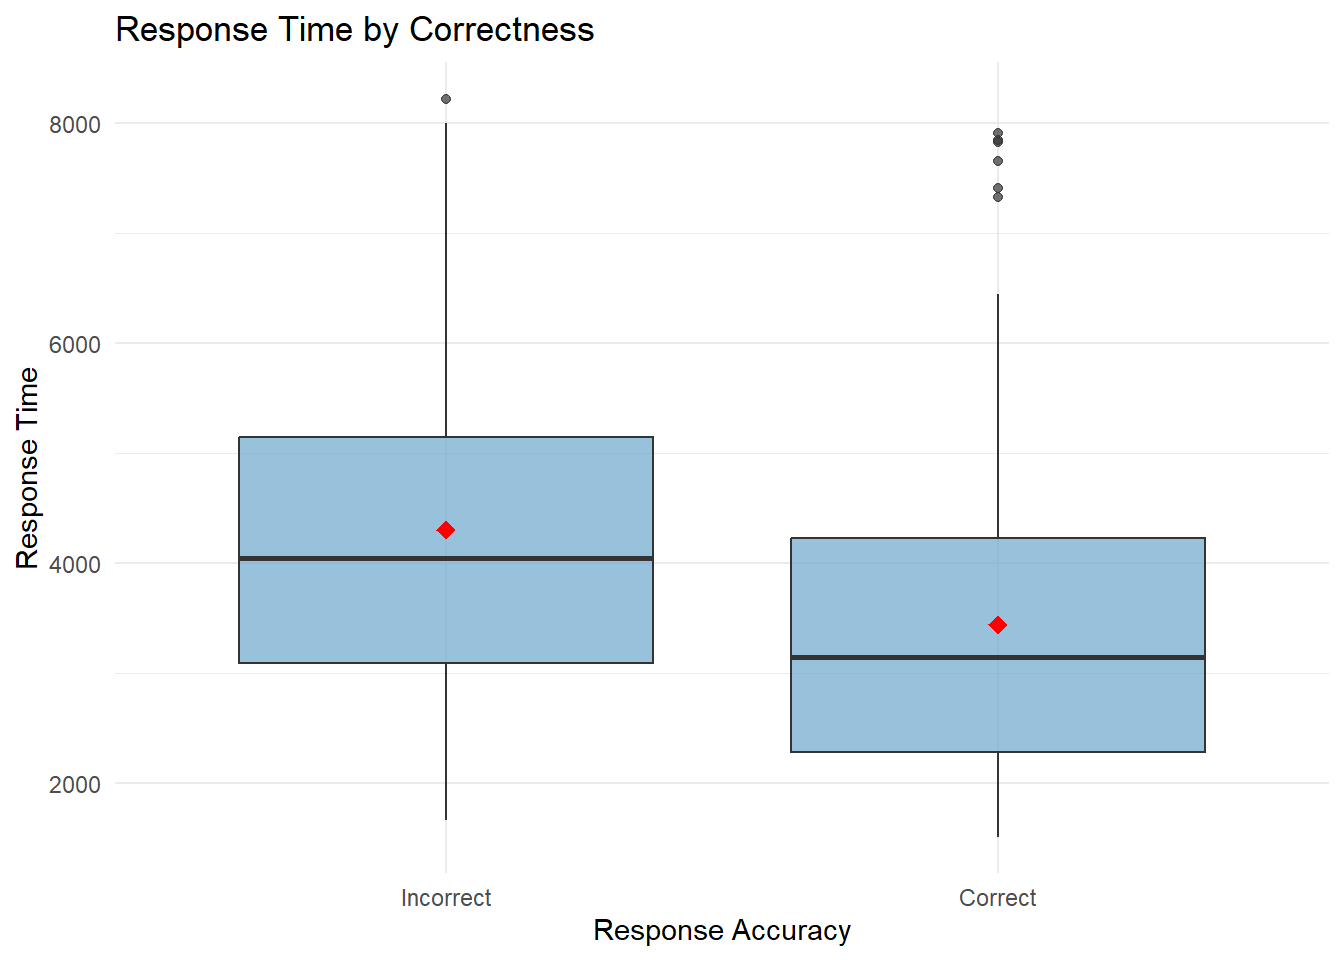 Response Time by Correctness
Response Time
8000
6000
4000
2000
Incorrect Correct
Response Accuracy